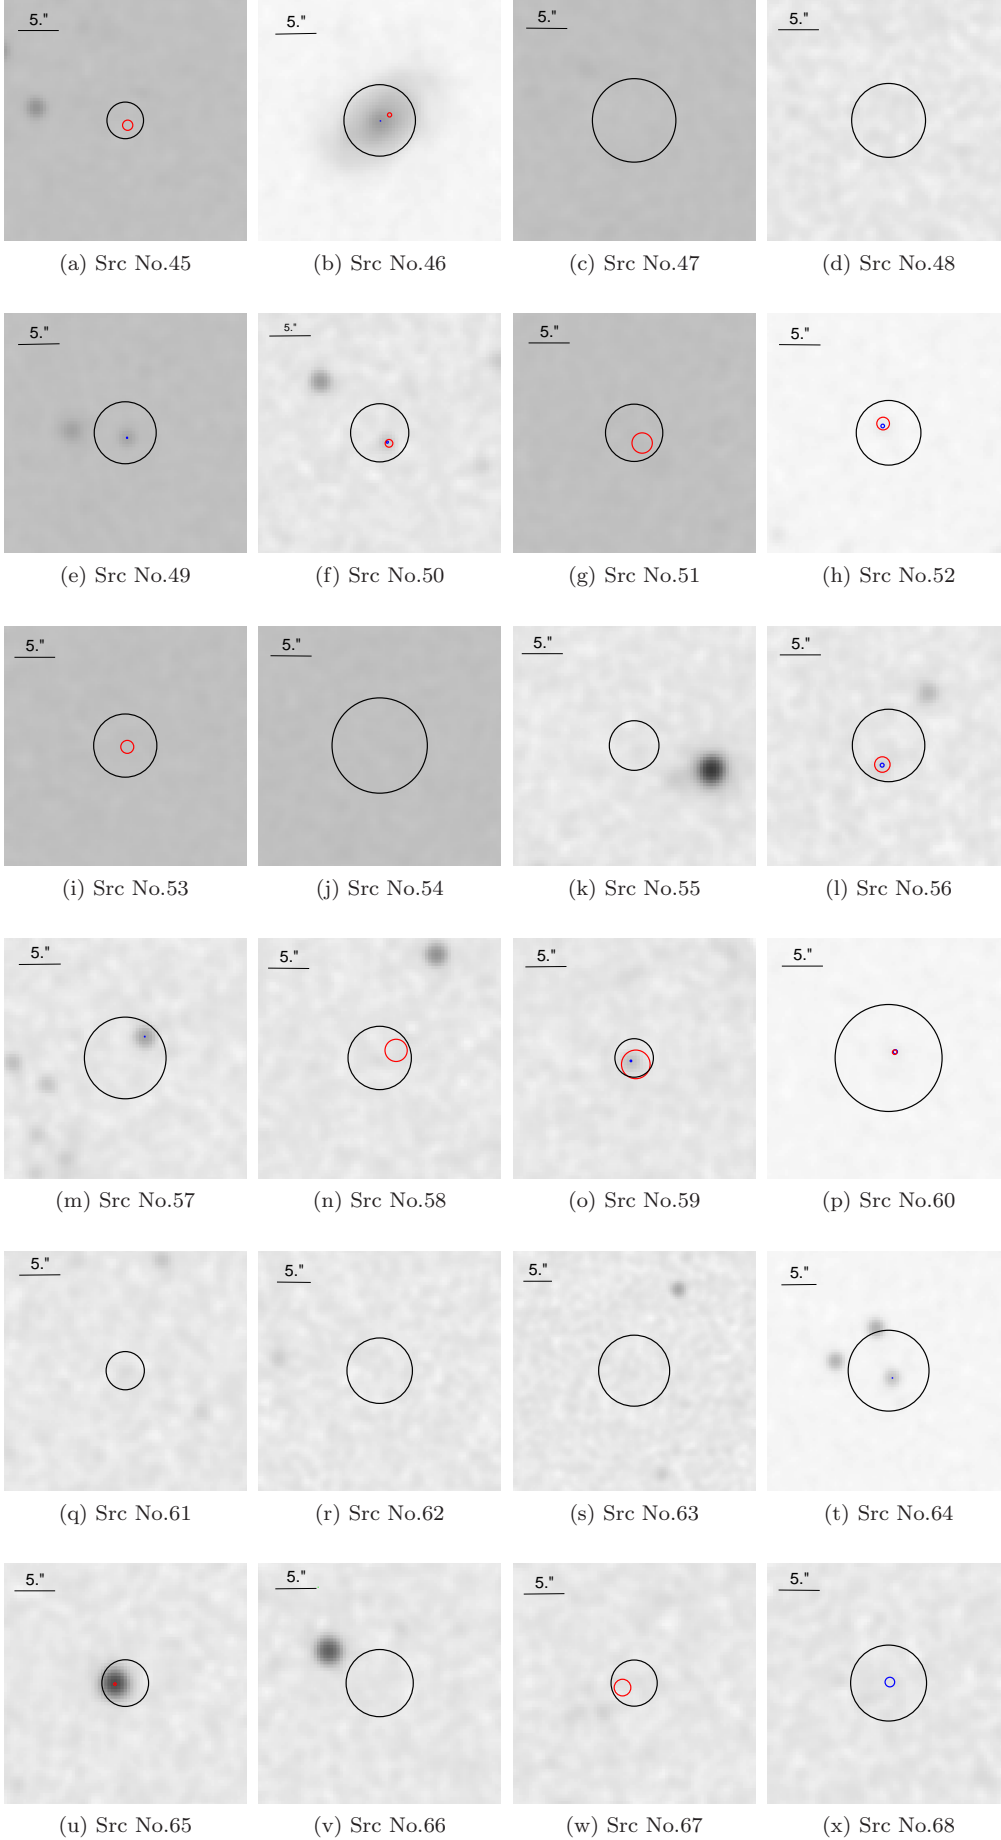 5." 5." 5." 5."
(a) Src No.45 (b) Src No.46 (c) Src No.47 (d) Src No.48
5." 5." 5." 5."
(e) Src No.49 (f) Src No.50 (g) Src No.51 (h) Src No.52
5." 5." 5." 5."
(i) Src No.53 (j) Src No.54 (k) Src No.55 (l) Src No.56
5." 5." 5." 5."
(m) Src No.57 (n) Src No.58 (o) Src No.59 (p) Src No.60
5." 5." 5." 5."
(q) Src No.61 (r) Src No.62 (s) Src No.63 (t) Src No.64
5." 5." 5." 5."
(u) Src No.65 (v) Src No.66 (w) Src No.67 (x) Src No.68